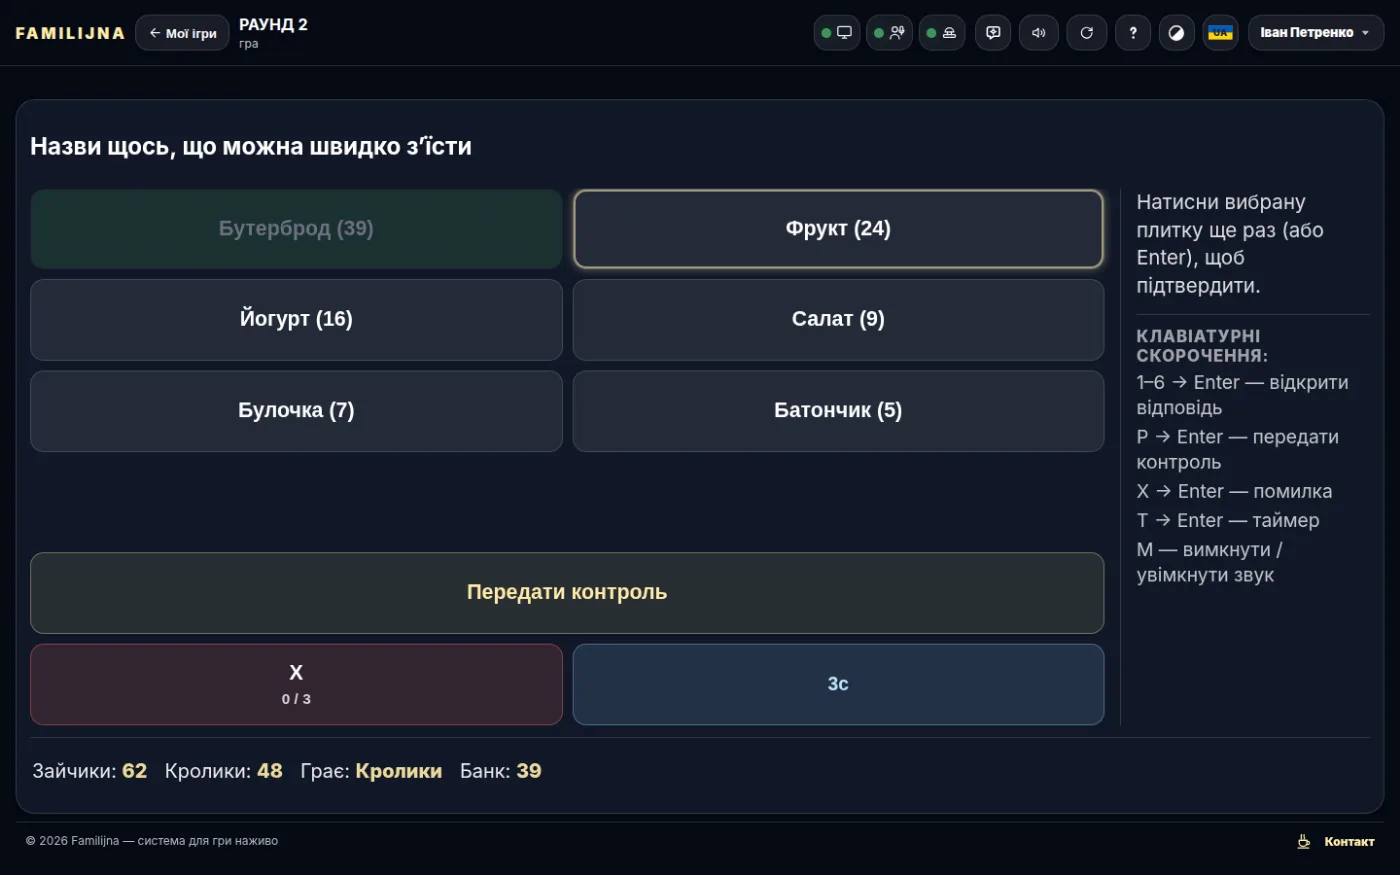 FAMILIJNA
← Мої ігри
РАУНД 2
гра
?
UA
Іван Петренко
Назви щось, що можна швидко з’їсти
Бутерброд (39)
Фрукт (24)
Йогурт (16)
Салат (9)
Булочка (7)
Батончик (5)
Передати контроль
X
0 / 3
3с
Натисни вибрану
плитку ще раз (або
Enter), щоб
підтвердити.
КЛАВІАТУРНІ
СКОРОЧЕННЯ:
1–6 → Enter — відкрити
відповідь
P → Enter — передати
контроль
X → Enter — помилка
T → Enter — таймер
M — вимкнути /
увімкнути звук
Зайчики: 62 Кролики: 48 Грає: Кролики Банк: 39
© 2026 Familijna — система для гри наживо
Контакт